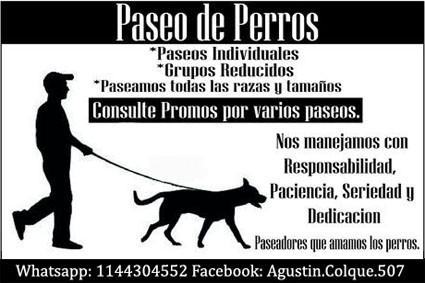 Paseo de Perros
*Paseos Individuales
*Grupos Reducidos
*Paseamos todas las razas y tamaños
Consulte Promos por varios paseos.
Nos manejamos con
Responsabilidad,
Paciencia, Seriedad y
Dedicacion
Paseadores que amamos los perros.
Whatsapp: 1144304552 Facebook: Agustin.Colque.507